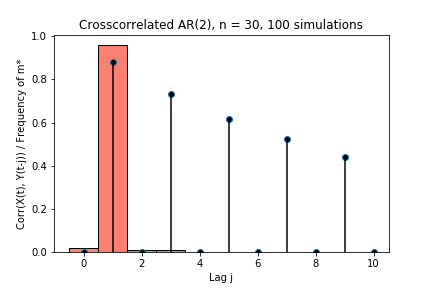 Crosscorrelated AR(2), n = 30, 100 simulations
Corr(X(t), Y(t-j)) / Frequency of m*
1.0
0.8
0.6
0.4
0.2
0.0
0 2 4 6 8 10
Lag j